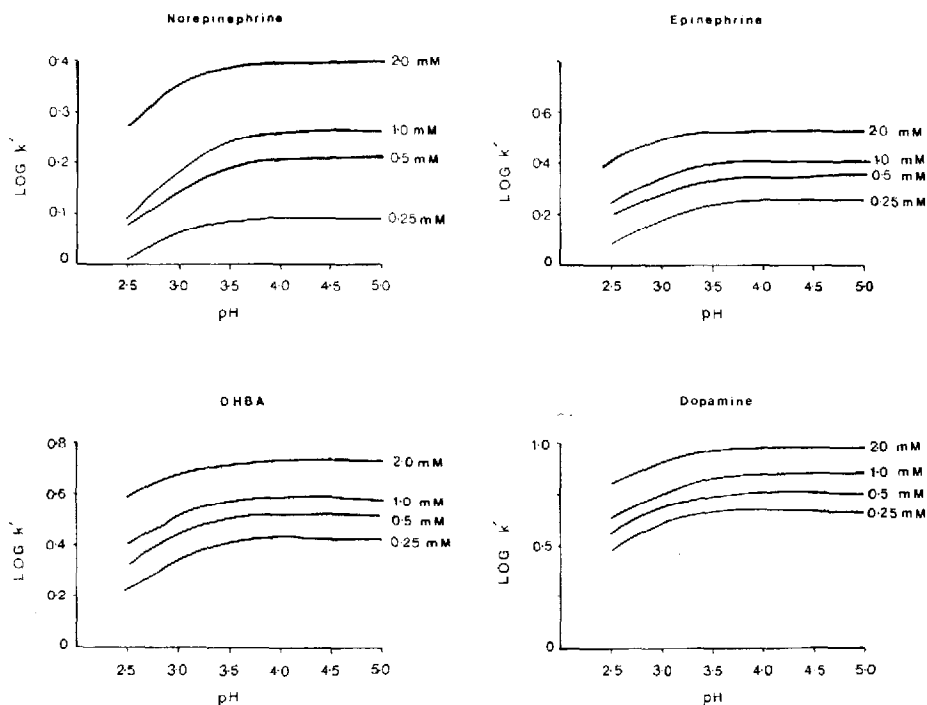 Norepinephrine
0·4
0·3
0·2
0·1
0
LOG k′
2·0 mM
1·0 mM
0·5 mM
0·25 mM
2·5 3·0 3·5 4·0 4·5 5·0
pH
Epinephrine
0·6
0·4
0·2
0
LOG k′
2·0 mM
1·0 mM
0·5 mM
0·25 mM
2·5 3·0 3·5 4·0 4·5 5·0
pH
DHBA
0·8
0·6
0·4
0·2
0
LOG k′
2·0 mM
1·0 mM
0·5 mM
0·25 mM
2·5 3·0 3·5 4·0 4·5 5·0
pH
Dopamine
1·0
0·5
0
LOG k′
2·0 mM
1·0 mM
0·5 mM
0·25 mM
2·5 3·0 3·5 4·0 4·5 5·0
pH